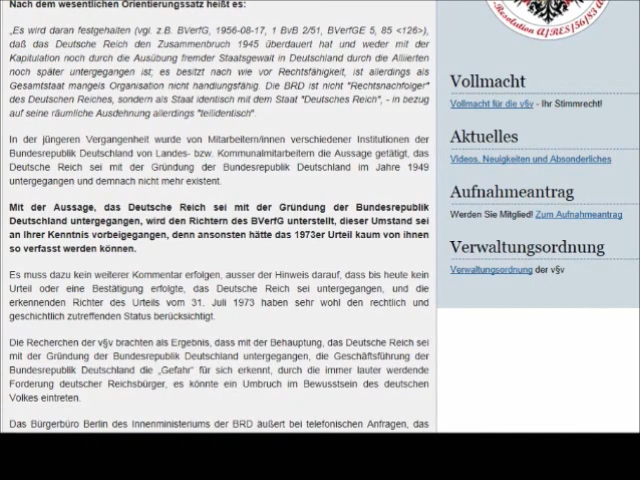 Nach dem wesentlichen Orientierungssatz heißt es:
„Es wird daran festgehalten (vgl. z.B. BVerfG, 1956-08-17, 1 BvB 2/51, BVerfGE 5, 85 <126>),
daß das Deutsche Reich den Zusammenbruch 1945 überdauert hat und weder mit der
Kapitulation noch durch die Ausübung fremder Staatsgewalt in Deutschland durch die Alliierten
noch später untergegangen ist; es besitzt nach wie vor Rechtsfähigkeit, ist allerdings als
Gesamtstaat mangels Organisation nicht handlungsfähig. Die BRD ist nicht "Rechtsnachfolger"
des Deutschen Reiches, sondern als Staat identisch mit dem Staat "Deutsches Reich", - in bezug
auf seine räumliche Ausdehnung allerdings "teilidentisch".
In der jüngeren Vergangenheit wurde von Mitarbeitern/innen verschiedener Institutionen der
Bundesrepublik Deutschland von Landes- bzw. Kommunalmitarbeitern die Aussage getätigt, das
Deutsche Reich sei mit der Gründung der Bundesrepublik Deutschland im Jahre 1949
untergegangen und demnach nicht mehr existent.
Mit der Aussage, das Deutsche Reich sei mit der Gründung der Bundesrepublik
Deutschland untergegangen, wird den Richtern des BVerfG unterstellt, dieser Umstand sei
an Ihrer Kenntnis vorbeigegangen, denn ansonsten hätte das 1973er Urteil kaum von ihnen
so verfasst werden können.
Es muss dazu kein weiterer Kommentar erfolgen, ausser der Hinweis darauf, dass bis heute kein
Urteil oder eine Bestätigung erfolgte, das Deutsche Reich sei untergegangen, und die
erkennenden Richter des Urteils vom 31. Juli 1973 haben sehr wohl den rechtlich und
geschichtlich zutreffenden Status berücksichtigt.
Die Recherchen der v§v brachten als Ergebnis, dass mit der Behauptung, das Deutsche Reich sei
mit der Gründung der Bundesrepublik Deutschland untergegangen, die Geschäftsführung der
Bundesrepublik Deutschland die „Gefahr" für sich erkennt, durch die immer lauter werdende
Forderung deutscher Reichsbürger, es könnte ein Umbruch im Bewusstsein des deutschen
Volkes eintreten.
Das Bürgerbüro Berlin des Innenministeriums der BRD äußert bei telefonischen Anfragen, das
Resolution A/RES/56/83
Vollmacht
Vollmacht für die v§v - Ihr Stimmrecht!
Aktuelles
Videos, Neuigkeiten und Absonderliches
Aufnahmeantrag
Werden Sie Mitglied! Zum Aufnahmeantrag
Verwaltungsordnung
Verwaltungsordnung der v§v